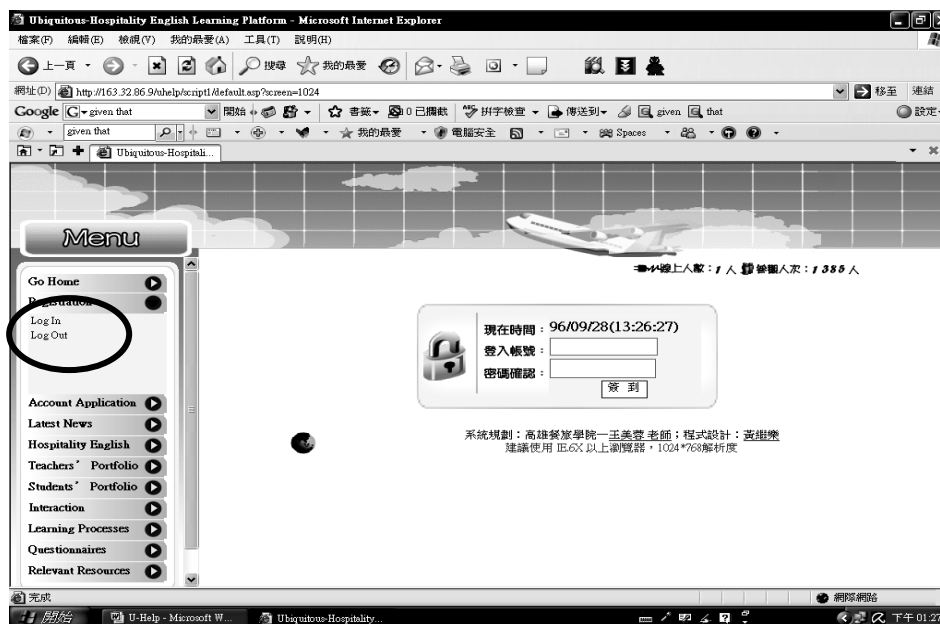 Ubiquitous-Hospitality English Learning Platform - Microsoft Internet Explorer
檔案(F) 編輯(E) 檢視(V) 我的最愛(A) 工具(T) 說明(H)
上一頁 搜尋 我的最愛
網址(D) http://163.32.86.9/uhelp/script1/default.asp?screen=1024 移至 連結
Google G given that 開始 書籤 0 已攔截 拼字檢查 傳送到 given that 設定
given that 我的最愛 電腦安全 Spaces
Ubiquitous-Hospitali...
Menu
線上人數：1 人 參觀人次：1385 人
Go Home
Registration
Log In
Log Out
現在時間：96/09/28(13:26:27)
登入帳號：
密碼確認：
簽 到
Account Application
Latest News
Hospitality English
Teachers’ Portfolio
Students’ Portfolio
Interaction
Learning Processes
Questionnaires
Relevant Resources
系統規劃：高雄餐旅學院—王美蓉 老師；程式設計：黃繼樂
建議使用 IE6.X 以上瀏覽器，1024*768解析度
完成 網際網路
開始 U-Help - Microsoft W... Ubiquitous-Hospitality... 下午 01:27